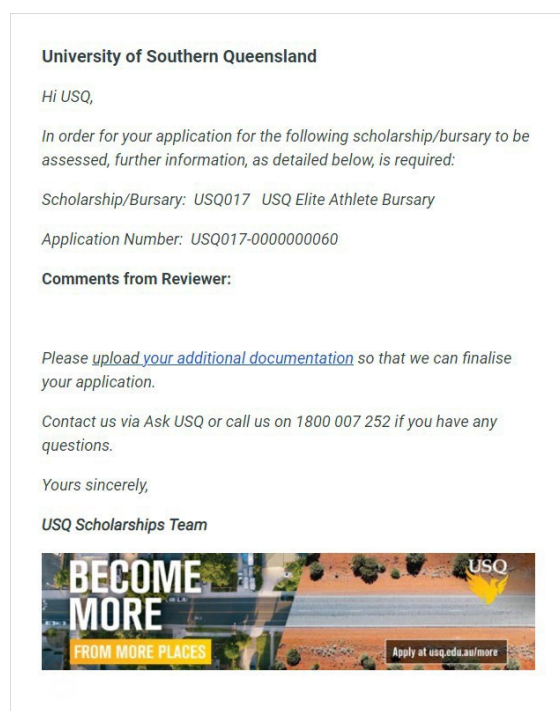 University of Southern Queensland
Hi USQ,
In order for your application for the following scholarship/bursary to be
assessed, further information, as detailed below, is required:
Scholarship/Bursary: USQ017 USQ Elite Athlete Bursary
Application Number: USQ017-0000000060
Comments from Reviewer:
Please upload your additional documentation so that we can finalise
your application.
Contact us via Ask USQ or call us on 1800 007 252 if you have any
questions.
Yours sincerely,
USQ Scholarships Team
BECOME
MORE
FROM MORE PLACES
USQ
Apply at usq.edu.au/more